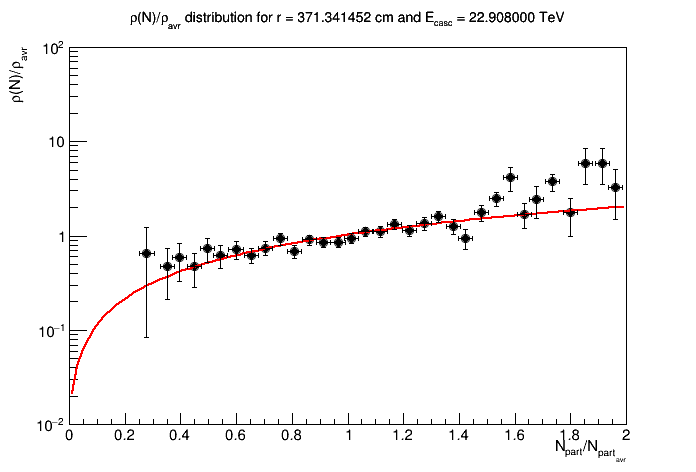 ρ(N)/ρavr distribution for r = 371.341452 cm and Ecasc = 22.908000 TeV
ρ(N)/ρavr
10²
10
1
10⁻¹
10⁻²
0 0.2 0.4 0.6 0.8 1 1.2 1.4 1.6 1.8 2
Npart/Npartavr